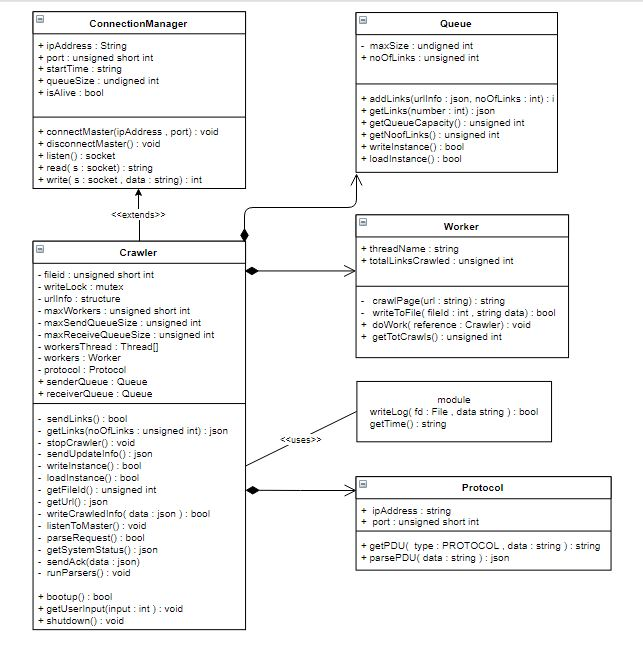 ConnectionManager
+ ipAddress : String
+ port : unsigned short int
+ startTime : string
+ queueSize : undigned int
+ isAlive : bool
+ connectMaster(ipAddress , port) : void
+ disconnectMaster() : void
+ listen() : socket
+ read( s : socket) : string
+ write( s : socket , data : string) : int
Queue
- maxSize : undigned int
+ noOfLinks : unsigned int
+ addLinks(urlInfo : json, noOfLinks : int) : i
+ getLinks(number : int) : json
+ getQueueCapacity() : unsigned int
+ getNoofLinks() : unsigned int
+ writeInstance() : bool
+ loadInstance() : bool
<<extends>>
Crawler
- fileid : unsigned short int
- writeLock : mutex
- urlInfo : structure
- maxWorkers : unsigned short int
- maxSendQueueSize : unsigned int
- maxReceiveQueueSize : unsigned int
- workersThread : Thread[]
- workers : Worker
- protocol : Protocol
+ senderQueue : Queue
+ receiverQueue : Queue
- sendLinks() : bool
- getLinks(noOfLinks : unsigned int) : json
- stopCrawler() : void
- sendUpdateInfo() : json
- writeInstance() : bool
- loadInstance() : bool
- getFileId() : unsigned int
- getUrl() : json
- writeCrawledInfo( data : json ) : bool
- listenToMaster() : void
- parseRequest() : bool
- getSystemStatus() : json
- sendAck(data : json)
- runParsers() : void
+ bootup() : bool
+ getUserInput(input : int ) : void
+ shutdown() : void
Worker
+ threadName : string
+ totalLinksCrawled : unsigned int
- crawlPage(url : string) : string
- writeToFile( fileId : int , string data) : bool
+ doWork( reference : Crawler) : void
+ getTotCrawls() : unsigned int
<<uses>>
module
writeLog( fd : File , data string ) : bool
getTime() : string
Protocol
+ ipAddress : string
+ port : unsigned short int
+ getPDU( type : PROTOCOL , data : string ) : string
+ parsePDU( data : string ) : json